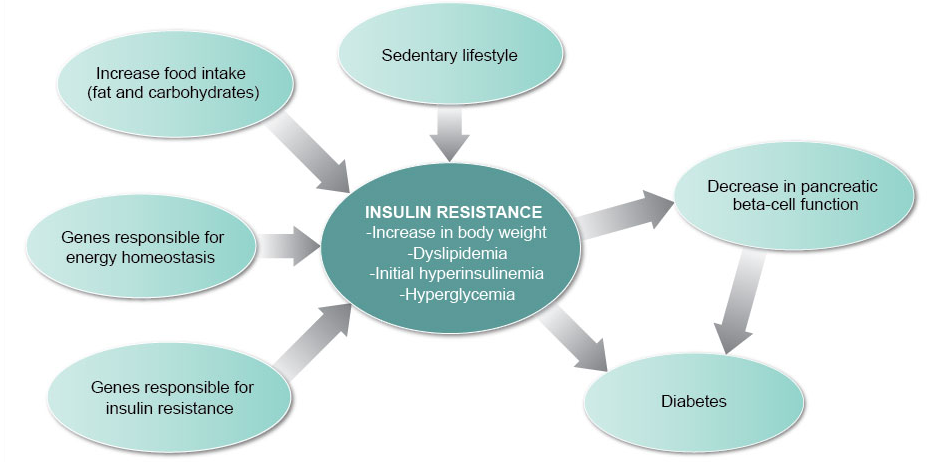 Sedentary lifestyle
Increase food intake
(fat and carbohydrates)
Genes responsible for
energy homeostasis
Genes responsible for
insulin resistance
INSULIN RESISTANCE
-Increase in body weight
-Dyslipidemia
-Initial hyperinsulinemia
-Hyperglycemia
Decrease in pancreatic
beta-cell function
Diabetes